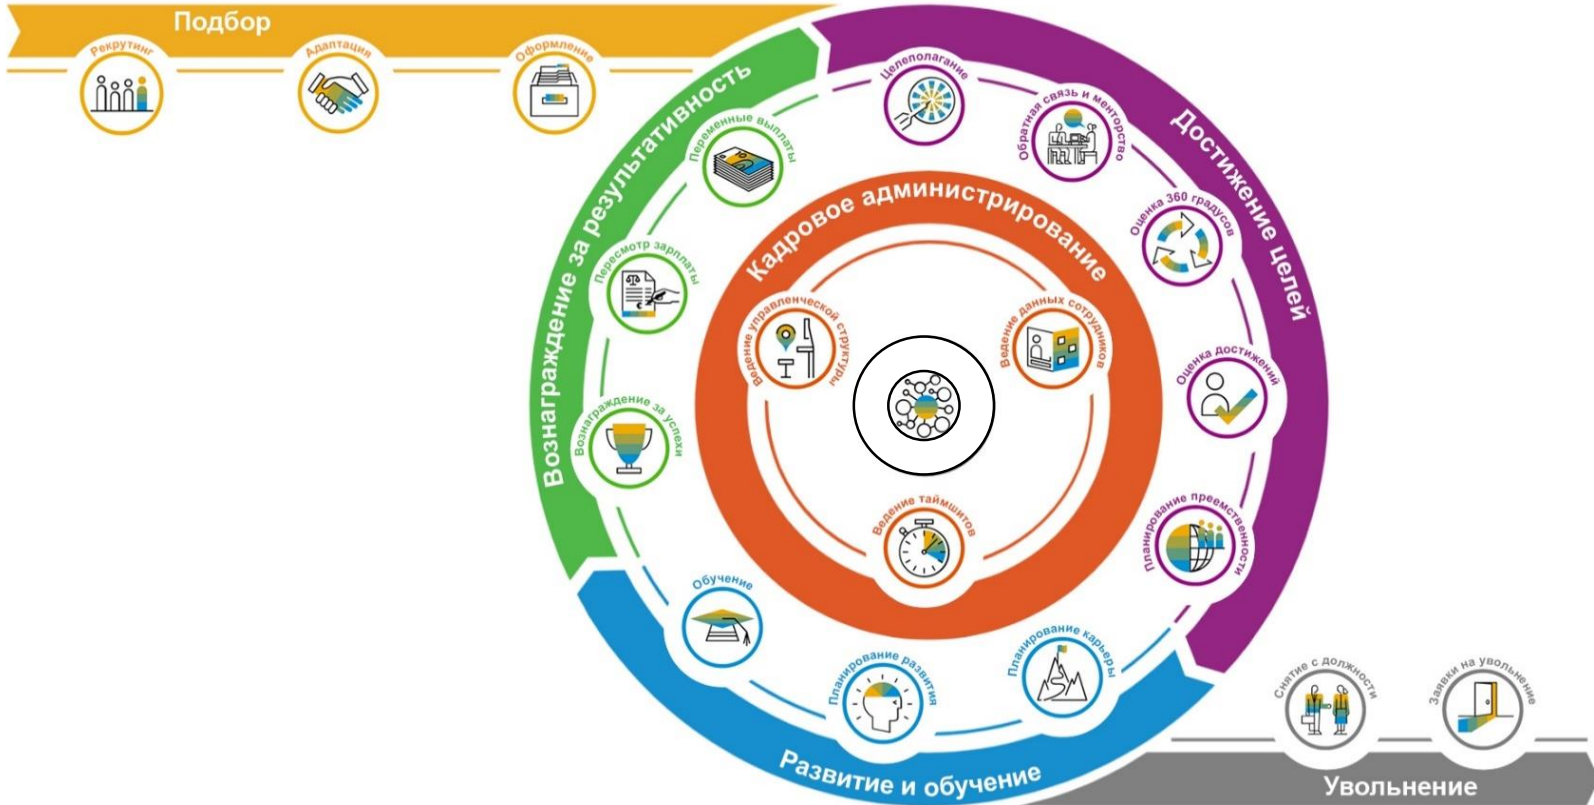 Подбор
Рекрутинг
Адаптация
Оформление
Достижение целей
Целеполагание
Обратная связь и менторство
Оценка 360 градусов
Оценка достижений
Планирование преемственности
Развитие и обучение
Планирование карьеры
Планирование развития
Обучение
Вознаграждение за результативность
Вознаграждение за успехи
Пересмотр зарплаты
Переменные выплаты
Кадровое администрирование
Ведение управленческой структуры
Ведение данных сотрудников
Ведение таймшитов
Снятие с должности
Заявки на увольнение
Увольнение